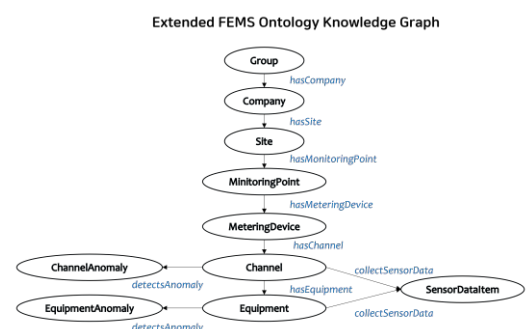 Extended FEMS Ontology Knowledge Graph
Group
hasCompany
Company
hasSite
Site
hasMonitoringPoint
MinitoringPoint
hasMeteringDevice
MeteringDevice
hasChannel
ChannelAnomaly
Channel
collectSensorData
detectsAnomaly
hasEquipment
SensorDataItem
EquipmentAnomaly
Equipment
collectSensorData
detectsAnomaly